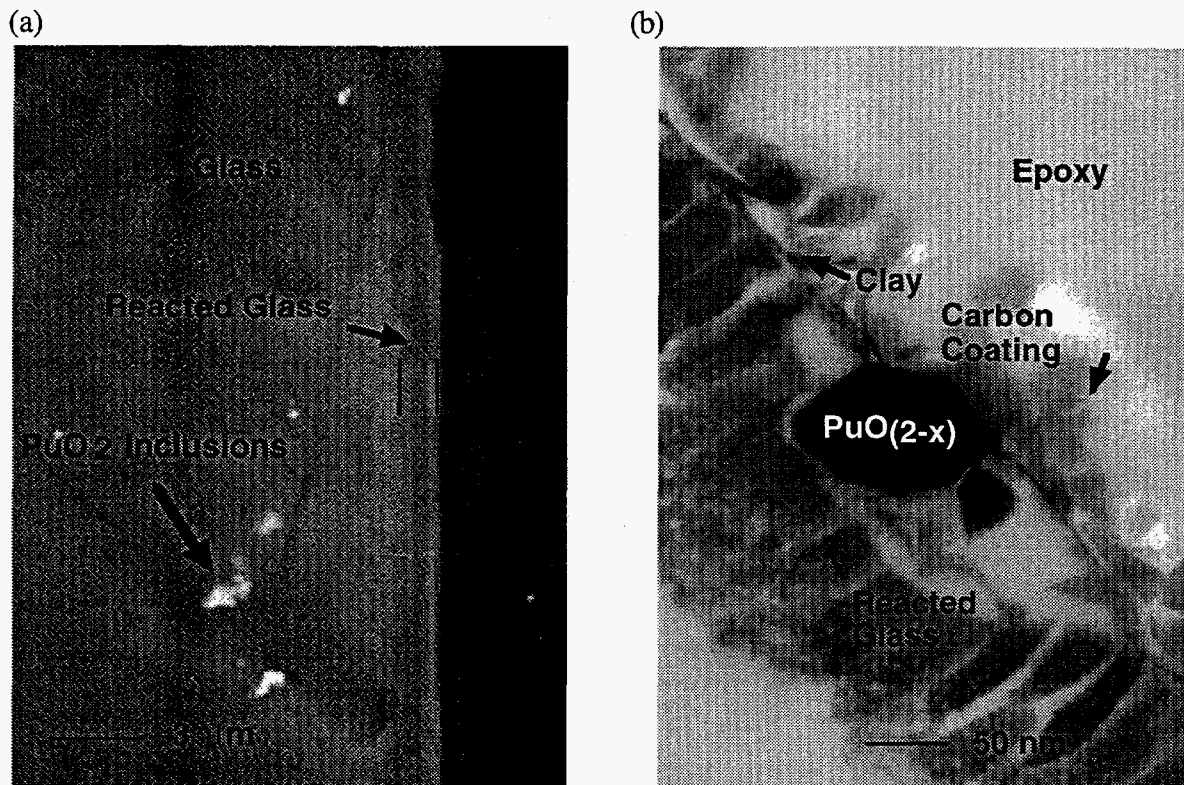 (a)
Glass
Reacted Glass
PuO2 Inclusions
(b)
Epoxy
Clay
Carbon
Coating
PuO(2-x)
Reacted
Glass
50 nm